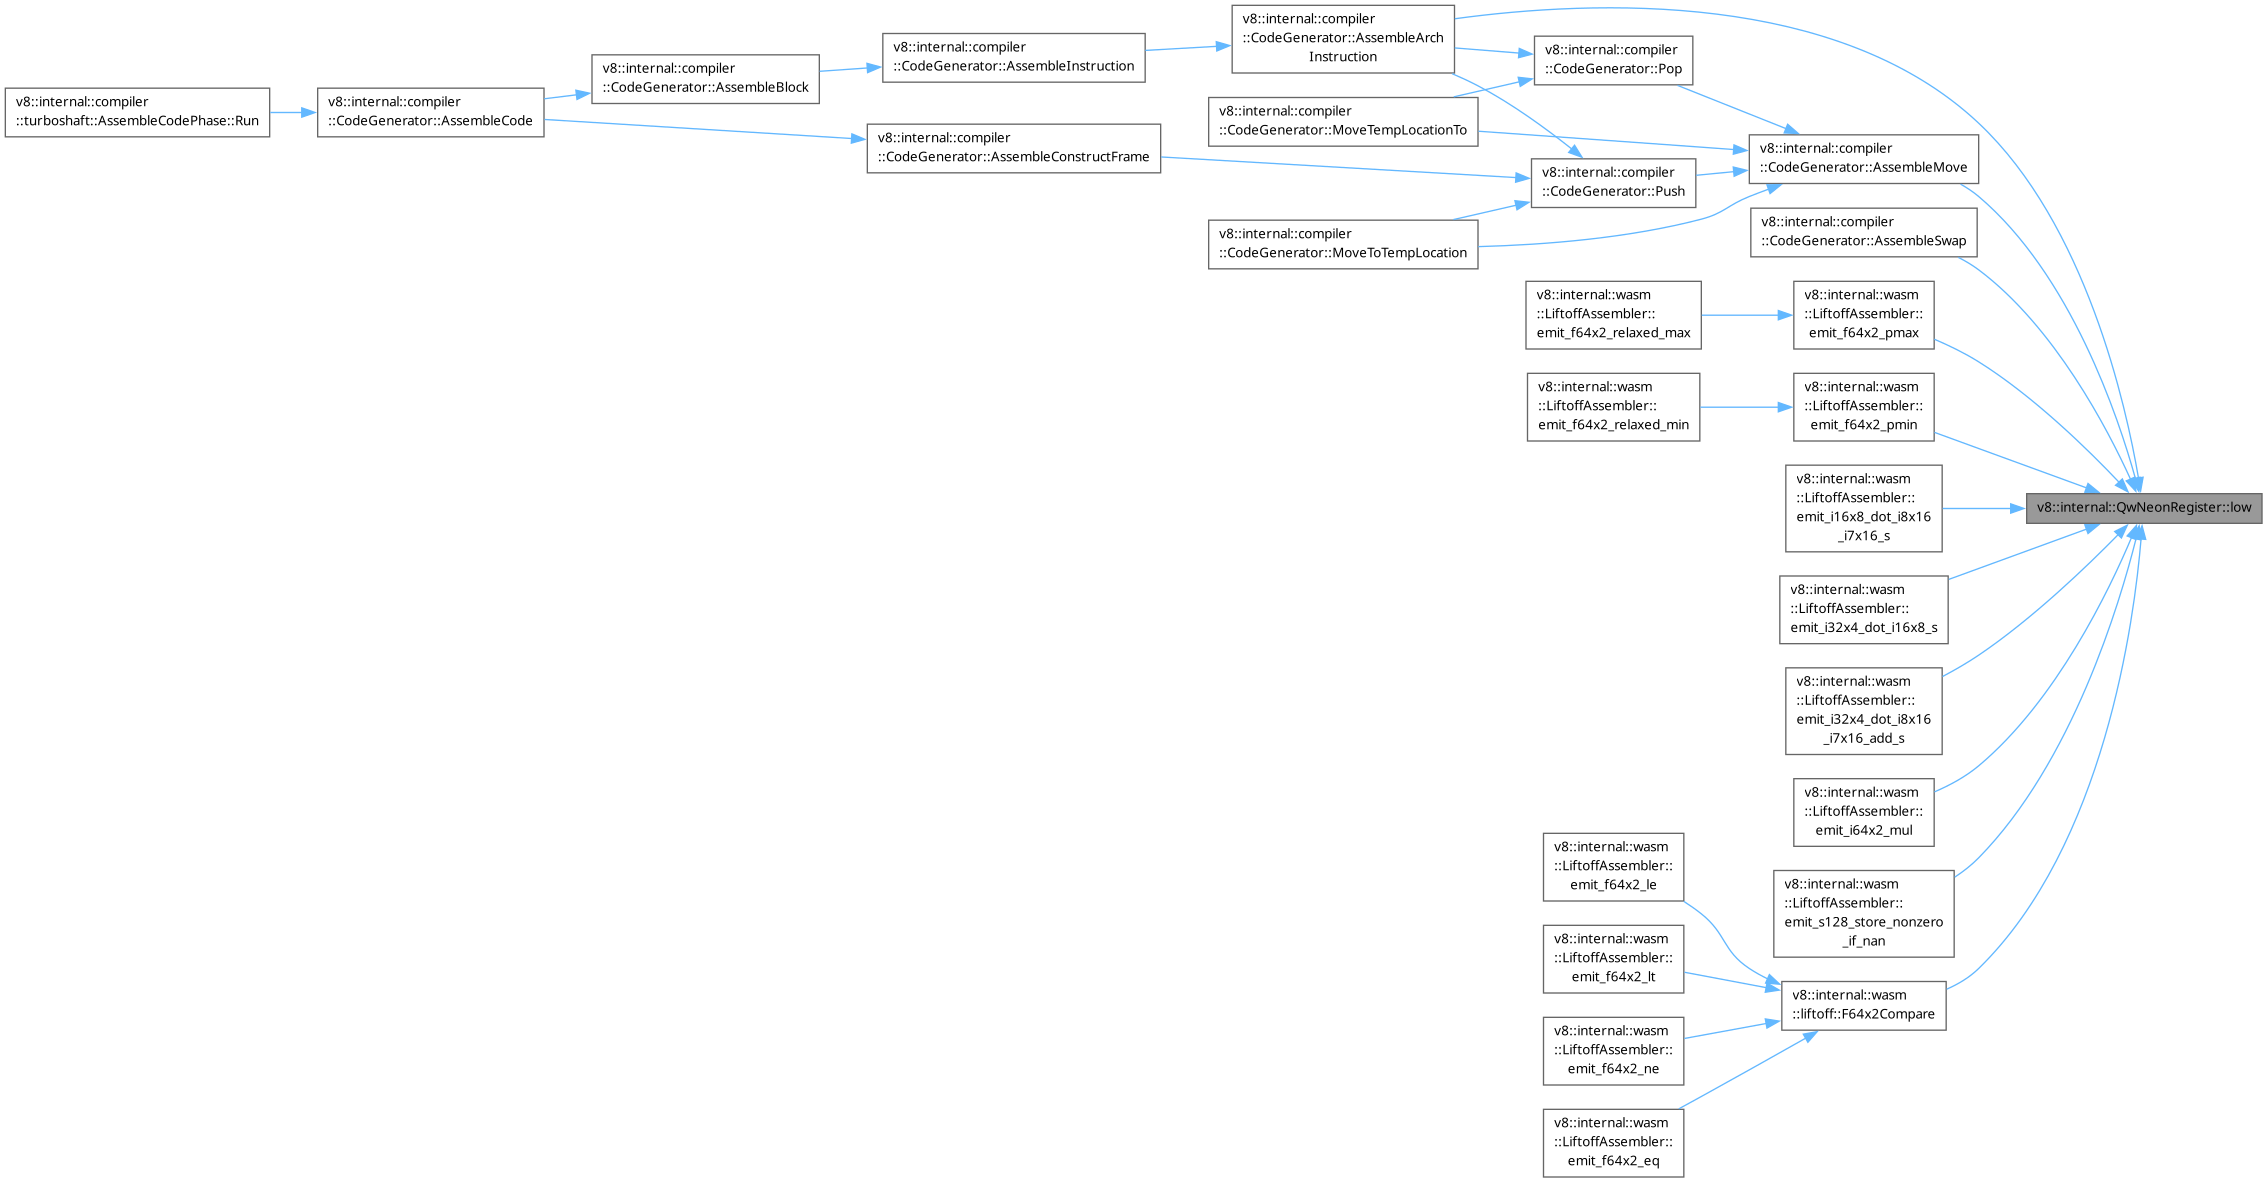 v8::internal::compiler
::turboshaft::AssembleCodePhase::Run
v8::internal::compiler
::CodeGenerator::AssembleCode
v8::internal::compiler
::CodeGenerator::AssembleBlock
v8::internal::compiler
::CodeGenerator::AssembleInstruction
v8::internal::compiler
::CodeGenerator::AssembleConstructFrame
v8::internal::compiler
::CodeGenerator::AssembleArch
Instruction
v8::internal::compiler
::CodeGenerator::MoveTempLocationTo
v8::internal::compiler
::CodeGenerator::MoveToTempLocation
v8::internal::compiler
::CodeGenerator::Pop
v8::internal::compiler
::CodeGenerator::Push
v8::internal::compiler
::CodeGenerator::AssembleMove
v8::internal::compiler
::CodeGenerator::AssembleSwap
v8::internal::wasm
::LiftoffAssembler::
emit_f64x2_relaxed_max
v8::internal::wasm
::LiftoffAssembler::
emit_f64x2_pmax
v8::internal::wasm
::LiftoffAssembler::
emit_f64x2_relaxed_min
v8::internal::wasm
::LiftoffAssembler::
emit_f64x2_pmin
v8::internal::wasm
::LiftoffAssembler::
emit_i16x8_dot_i8x16
_i7x16_s
v8::internal::QwNeonRegister::low
v8::internal::wasm
::LiftoffAssembler::
emit_i32x4_dot_i16x8_s
v8::internal::wasm
::LiftoffAssembler::
emit_i32x4_dot_i8x16
_i7x16_add_s
v8::internal::wasm
::LiftoffAssembler::
emit_i64x2_mul
v8::internal::wasm
::LiftoffAssembler::
emit_s128_store_nonzero
_if_nan
v8::internal::wasm
::liftoff::F64x2Compare
v8::internal::wasm
::LiftoffAssembler::
emit_f64x2_le
v8::internal::wasm
::LiftoffAssembler::
emit_f64x2_lt
v8::internal::wasm
::LiftoffAssembler::
emit_f64x2_ne
v8::internal::wasm
::LiftoffAssembler::
emit_f64x2_eq